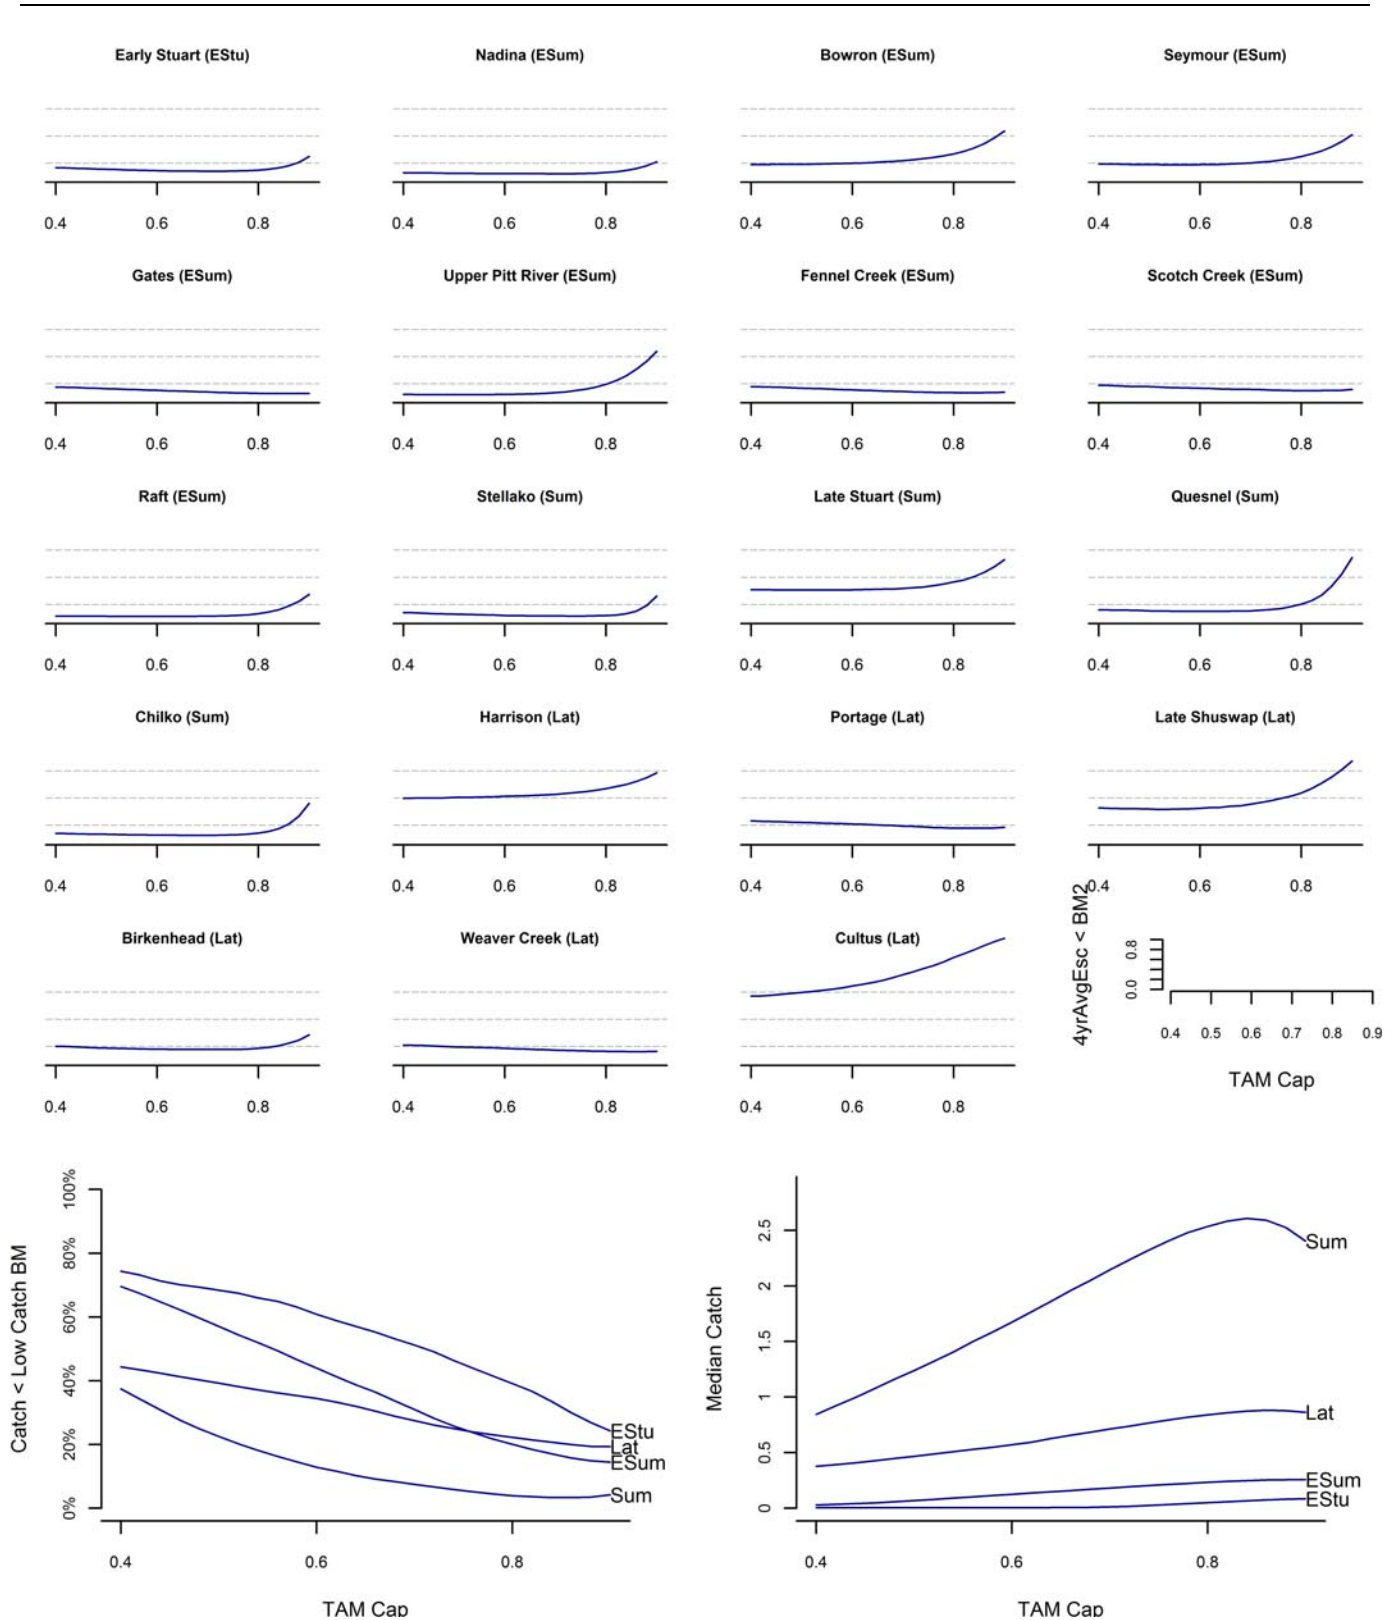 Early Stuart (EStu) Nadina (ESum) Bowron (ESum) Seymour (ESum)
0.4 0.6 0.8 0.4 0.6 0.8 0.4 0.6 0.8 0.4 0.6 0.8
Gates (ESum) Upper Pitt River (ESum) Fennel Creek (ESum) Scotch Creek (ESum)
0.4 0.6 0.8 0.4 0.6 0.8 0.4 0.6 0.8 0.4 0.6 0.8
Raft (ESum) Stellako (Sum) Late Stuart (Sum) Quesnel (Sum)
0.4 0.6 0.8 0.4 0.6 0.8 0.4 0.6 0.8 0.4 0.6 0.8
Chilko (Sum) Harrison (Lat) Portage (Lat) Late Shuswap (Lat)
0.4 0.6 0.8 0.4 0.6 0.8 0.4 0.6 0.8 0.4 0.6 0.8
Birkenhead (Lat) Weaver Creek (Lat) Cultus (Lat)
0.4 0.6 0.8 0.4 0.6 0.8 0.4 0.6 0.8
4yrAvgEsc < BM2
0.8
0.0
0.4 0.5 0.6 0.7 0.8 0.9
TAM Cap
Catch < Low Catch BM
100%
80%
60%
40%
20%
0%
EStu
Lat
ESum
Sum
0.4 0.6 0.8
TAM Cap
Median Catch
2.5
2
1.5
1
0.5
0
Sum
Lat
ESum
EStu
0.4 0.6 0.8
TAM Cap